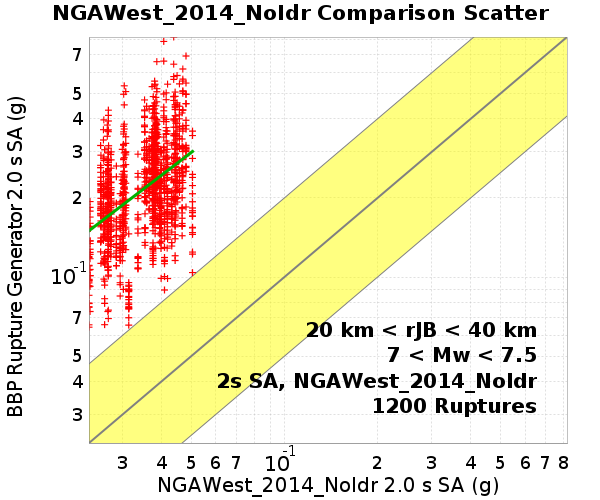 NGAWest_2014_NoIdr Comparison Scatter
BBP Rupture Generator 2.0 s SA (g)
7
5
4
3
2
10-1
7
5
4
3
20 km < rJB < 40 km
7 < Mw < 7.5
2s SA, NGAWest_2014_NoIdr
1200 Ruptures
3 4 5 6 7 10-1 2 3 4 5 6 7 8
NGAWest_2014_NoIdr 2.0 s SA (g)